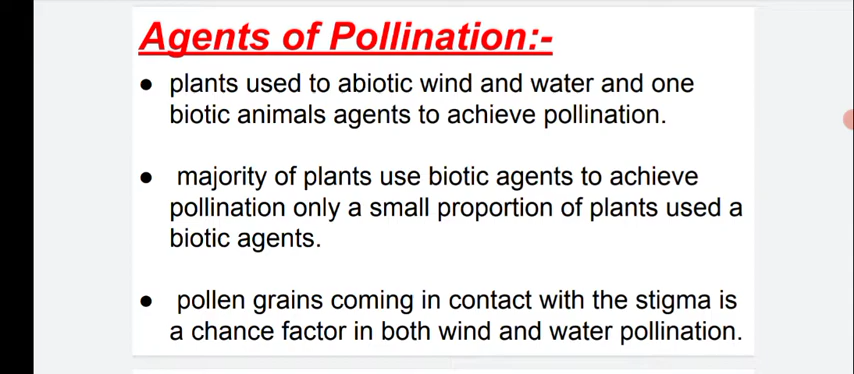 Agents of Pollination:-
● plants used to abiotic wind and water and one
biotic animals agents to achieve pollination.
● majority of plants use biotic agents to achieve
pollination only a small proportion of plants used a
biotic agents.
● pollen grains coming in contact with the stigma is
a chance factor in both wind and water pollination.